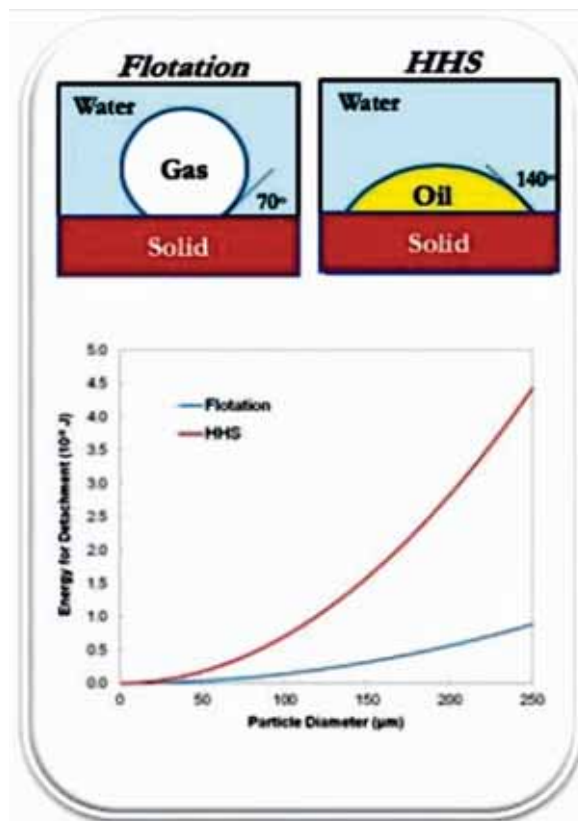 Flotation
HHS
Water
Water
Gas
70°
Oil
140°
Solid
Solid
5.0
4.5
4.0
3.5
3.0
2.5
2.0
1.5
1.0
0.5
0.0
Energy for Detachment
Flotation
HHS
0
50
100
150
200
250
Particle Diameter (µm)